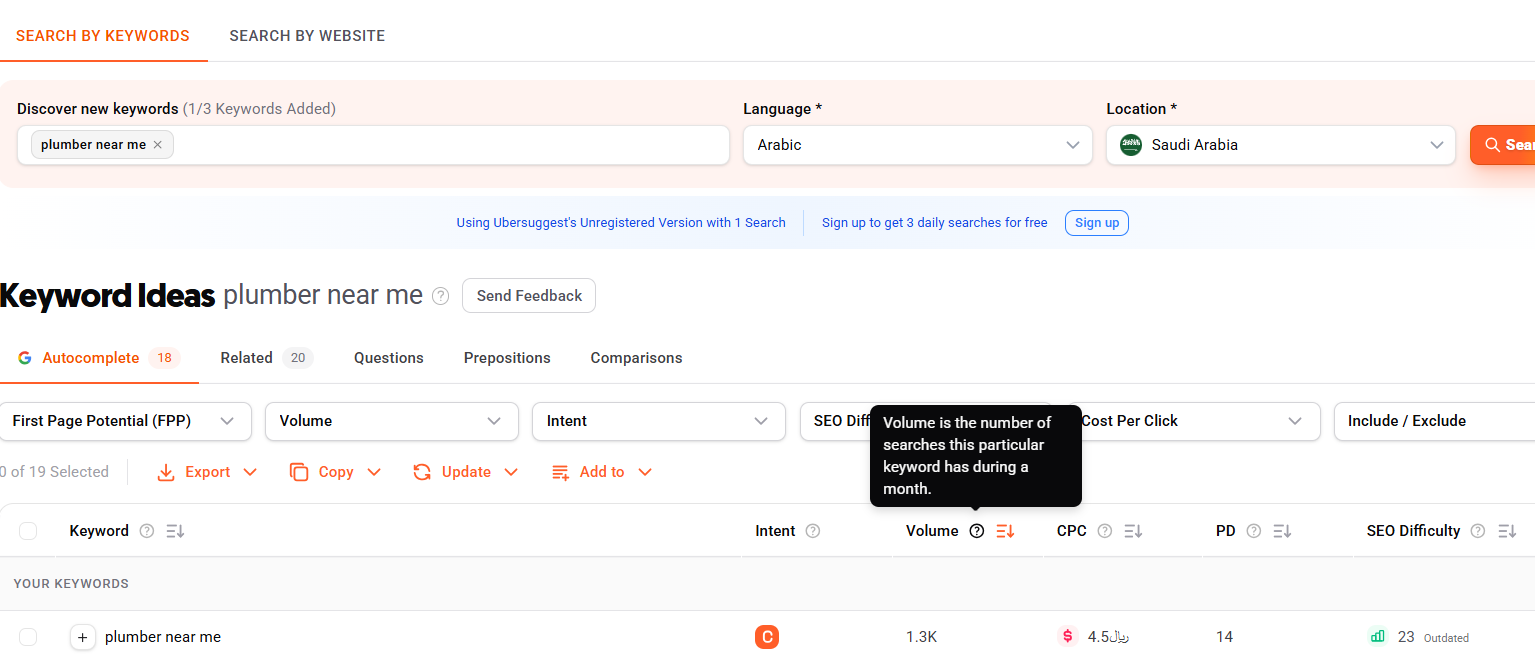 SEARCH BY KEYWORDS SEARCH BY WEBSITE
Discover new keywords (1/3 Keywords Added) Language * Location *
plumber near me Arabic Saudi Arabia
Using Ubersuggest's Unregistered Version with 1 Search Sign up to get 3 daily searches for free Sign up
Keyword Ideas plumber near me Send Feedback
Autocomplete 18 Related 20 Questions Prepositions Comparisons
First Page Potential (FPP) Volume Intent SEO Cost Per Click Include / Exclude
Volume is the number of
searches this particular
keyword has during a
month.
0 of 19 Selected Export Copy Update Add to
Keyword Intent Volume CPC PD SEO Difficulty
YOUR KEYWORDS
+ plumber near me C 1.3K $ 4.5﷼ 14 23 Outdated